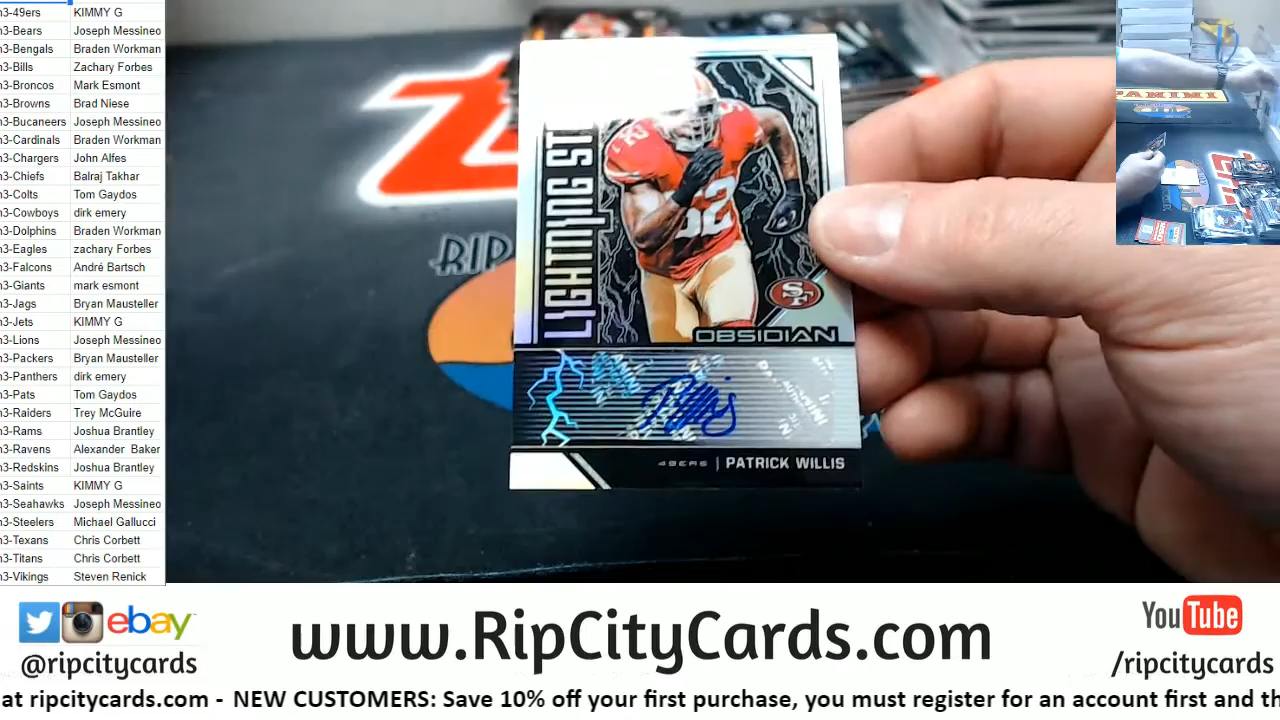 n3-49ers KIMMY G
n3-Bears Joseph Messineo
n3-Bengals Braden Workman
n3-Bills Zachary Forbes
n3-Broncos Mark Esmont
n3-Browns Brad Niese
n3-Bucaneers Joseph Messineo
n3-Cardinals Braden Workman
n3-Chargers John Alfes
n3-Chiefs Balraj Takhar
n3-Colts Tom Gaydos
n3-Cowboys dirk emery
n3-Dolphins Braden Workman
n3-Eagles zachary Forbes
n3-Falcons André Bartsch
n3-Giants mark esmont
n3-Jags Bryan Mausteller
n3-Jets KIMMY G
n3-Lions Joseph Messineo
n3-Packers Bryan Mausteller
n3-Panthers dirk emery
n3-Pats Tom Gaydos
n3-Raiders Trey McGuire
n3-Rams Joshua Brantley
n3-Ravens Alexander Baker
n3-Redskins Joshua Brantley
n3-Saints KIMMY G
n3-Seahawks Joseph Messineo
n3-Steelers Michael Gallucci
n3-Texans Chris Corbett
n3-Titans Chris Corbett
n3-Vikings Steven Renick
RIP
LIGHTNING ST
52
SF
OBSIDIAN
49ERS | PATRICK WILLIS
PANINI
ebay
@ripcitycards
www.RipCityCards.com
YouTube
/ripcitycards
at ripcitycards.com - NEW CUSTOMERS: Save 10% off your first purchase, you must register for an account first and th